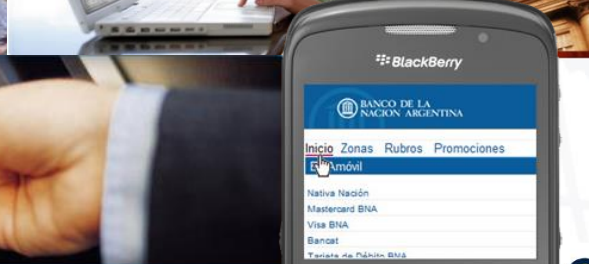 BlackBerry
BANCO DE LA
NACION ARGENTINA
Inicio Zonas Rubros Promociones
móvil
Nativa Nación
Mastercard BNA
Visa BNA
Bancat
Tarjeta de Débito BNA